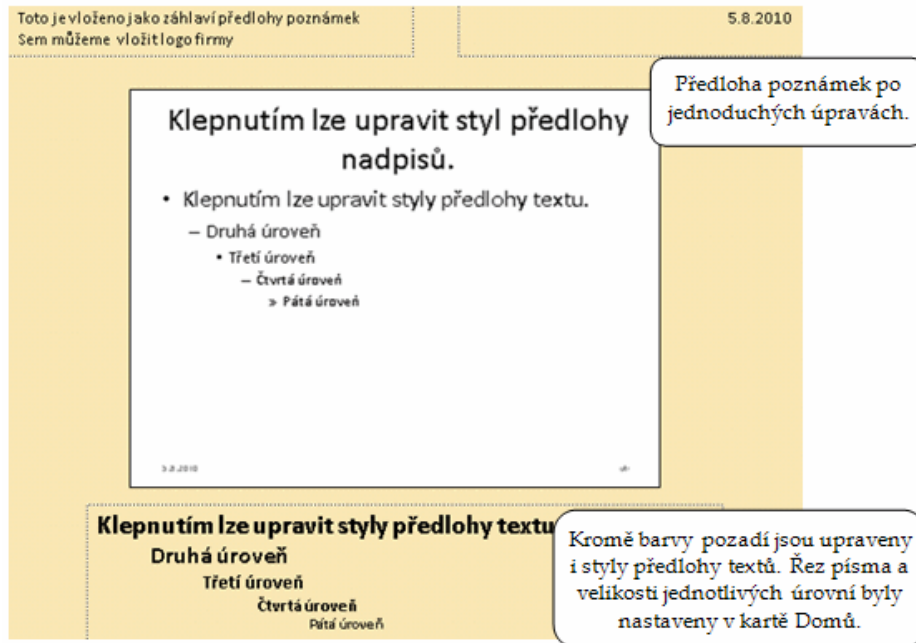 Toto je vloženo jako záhlaví předlohy poznámek
Sem můžeme vložit logo firmy
5.8.2010
Předloha poznámek po
jednoduchých úpravách.
Klepnutím lze upravit styl předlohy
nadpisů.
• Klepnutím lze upravit styly předlohy textu.
– Druhá úroveň
• Třetí úroveň
– Čtvrtá úroveň
» Pátá úroveň
5.8.2010
‹#›
Klepnutím lze upravit styly předlohy textu
Druhá úroveň
Třetí úroveň
Čtvrtá úroveň
Pátá úroveň
Kromě barvy pozadí jsou upraveny
i styly předlohy textů. Řez písma a
velikosti jednotlivých úrovní byly
nastaveny v kartě Domů.